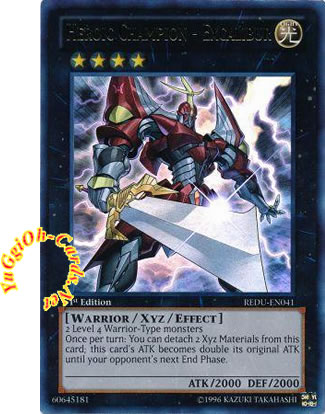 HEROIC CHAMPION - EXCALIBUR
光
YuGgiOh-Cards.Net
1st Edition
REDU-EN041
[WARRIOR/XYZ/EFFECT]
2 Level 4 Warrior-Type monsters
Once per turn: You can detach 2 Xyz Materials from this
card; this card's ATK becomes double its original ATK
until your opponent's next End Phase.
ATK/2000 DEF/2000
60645181
©1996 KAZUKI TAKAHASHI